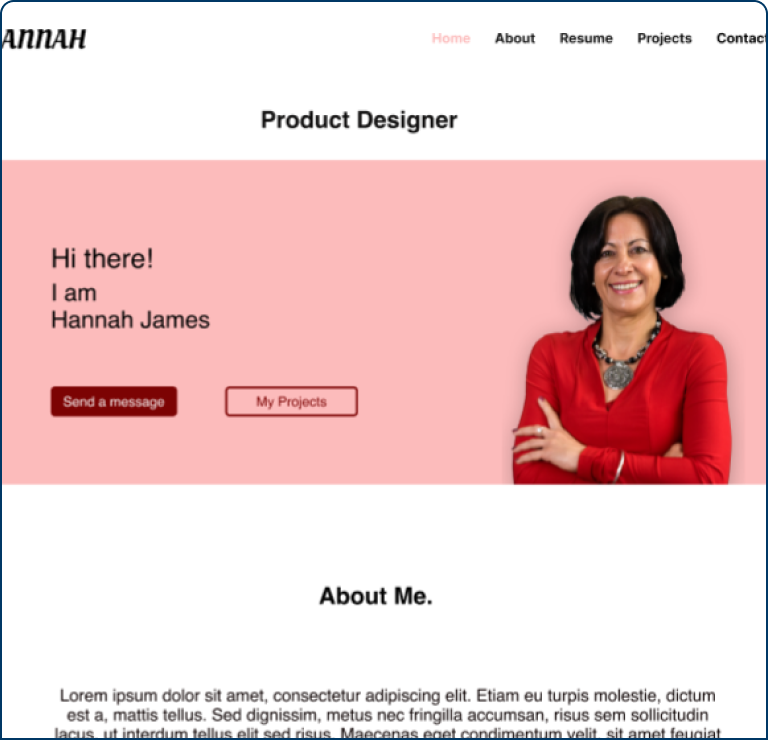 ANNAH
Home About Resume Projects Contact
Product Designer
Hi there!
I am
Hannah James
Send a message My Projects
About Me.
Lorem ipsum dolor sit amet, consectetur adipiscing elit. Etiam eu turpis molestie, dictum
est a, mattis tellus. Sed dignissim, metus nec fringilla accumsan, risus sem sollicitudin
lacus, ut interdum tellus elit sed risus. Maecenas eget condimentum velit, sit amet feugiat